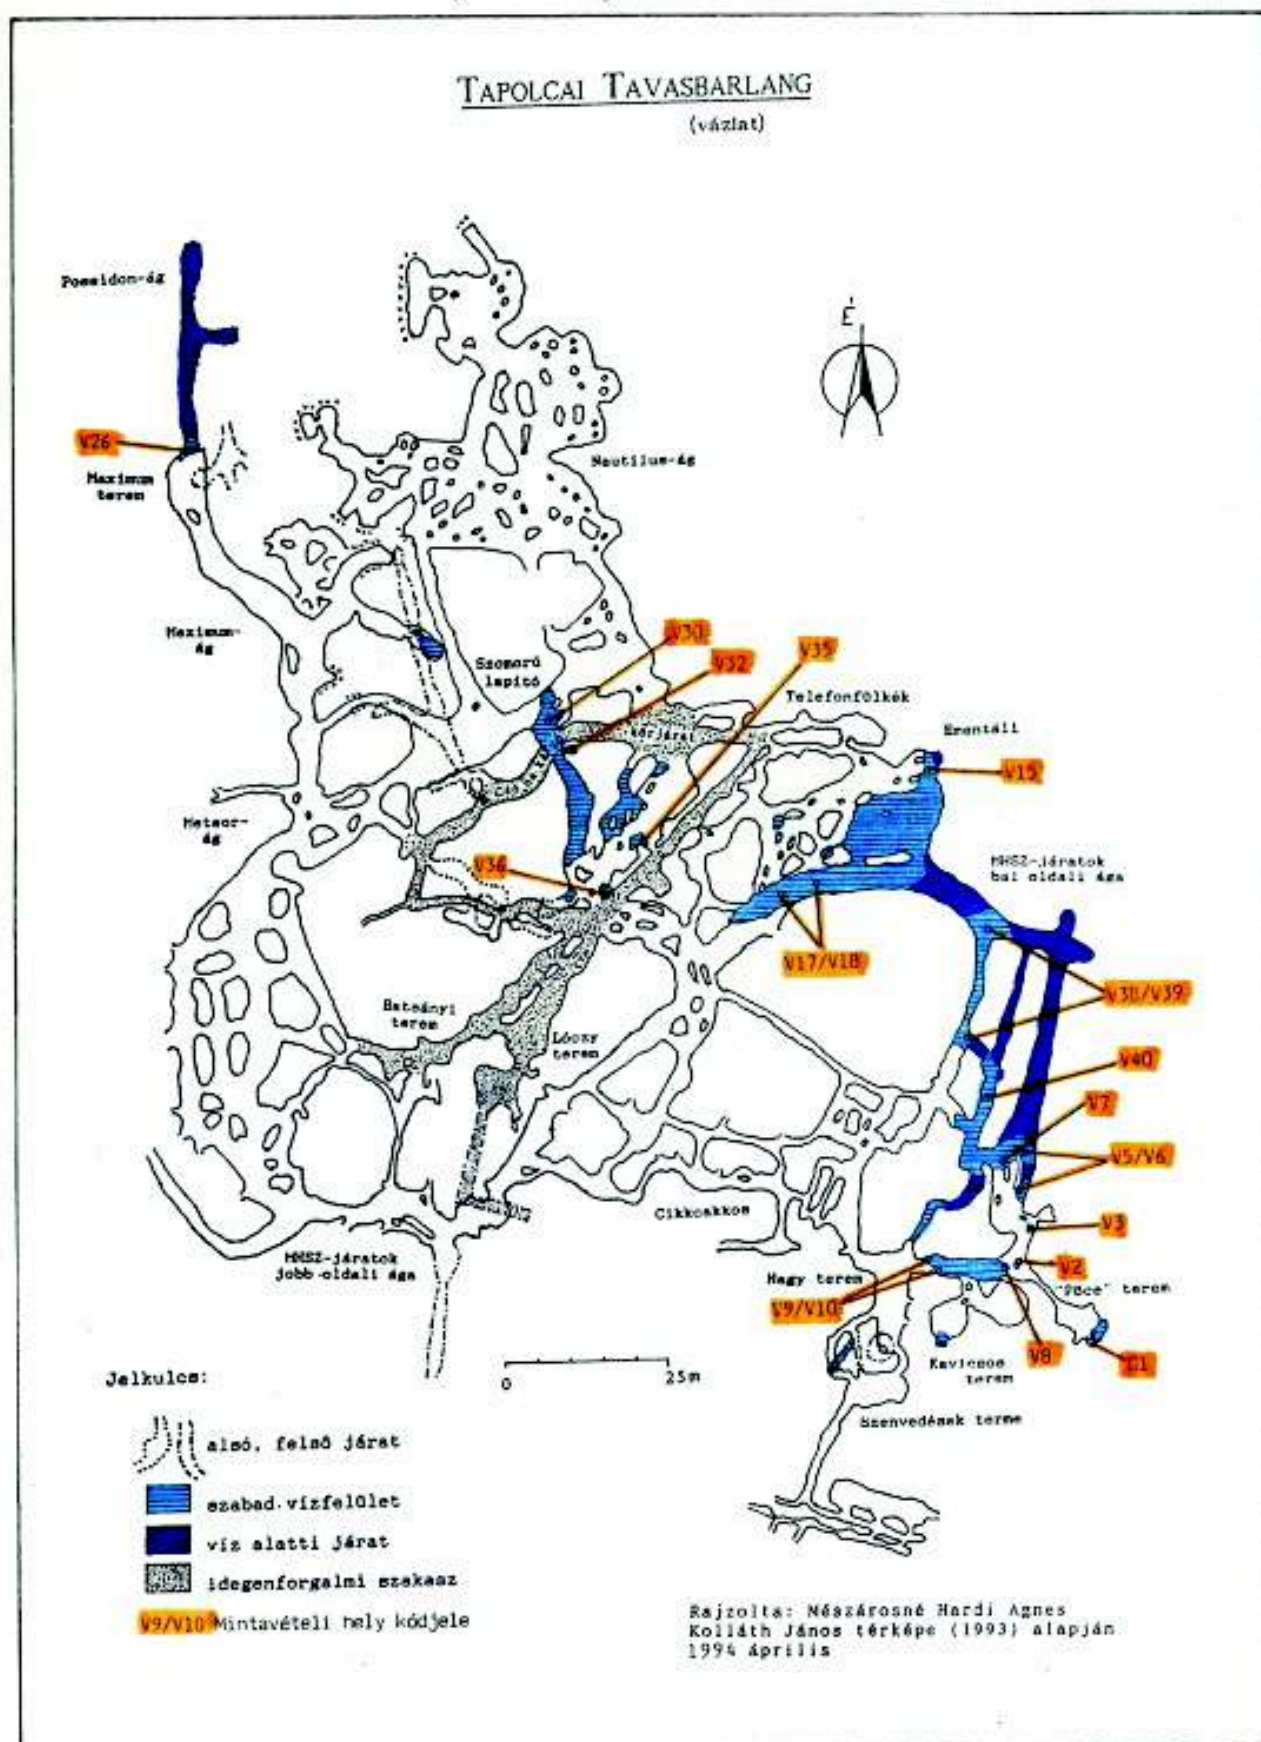 TAPOLCAI TAVASBARLANG
(vázlat)
Poseidon-ág
É
V26
Maximum
terem
Nautilus-ág
Maximum-
ág
V30
V32
V35
Szomorú
lapító
Telefonfülkék
körjárat
Ementáli
V15
Meteor-
ág
MHSZ-járatok
bal oldali ága
V36
V17/V18
V38/V39
Batsányi
terem
Lóczy
terem
V40
V7
V5/V6
Cikkcakkos
V3
MHSZ-járatok
jobb oldali ága
Nagy terem
V2
"Pöce" terem
V9/V10
V8
Kavicsos
terem
Szenvedések terme
0 25m
Jelkulcs:
alsó, felső járat
szabad vízfelület
víz alatti járat
idegenforgalmi szakasz
V9/V10 Mintavételi hely kódjele
Rajzolta: Mészárosné Hardi Ágnes
Kolláth János térképe (1993) alapján
1994 április